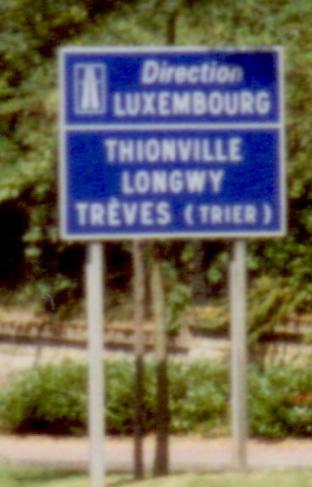 Direction
LUXEMBOURG
THIONVILLE
LONGWY
TRÈVES (TRIER)